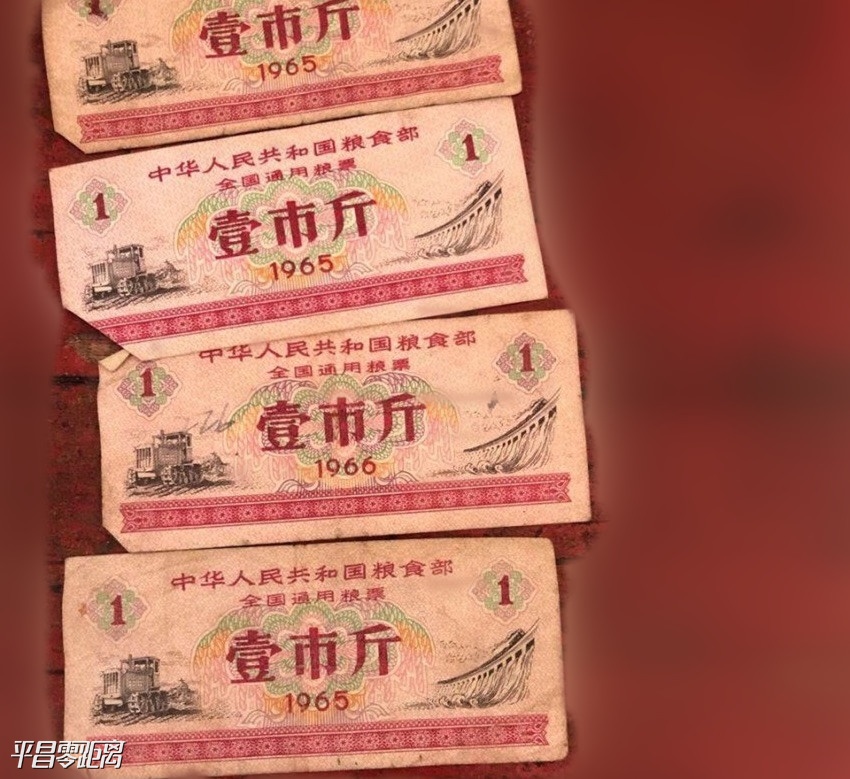 1
壹市斤
1965
中华人民共和国粮食部
全国通用粮票
1
1
壹市斤
1965
中华人民共和国粮食部
全国通用粮票
1
1
壹市斤
1966
中华人民共和国粮食部
全国通用粮票
1
1
壹市斤
1965
平昌零距离